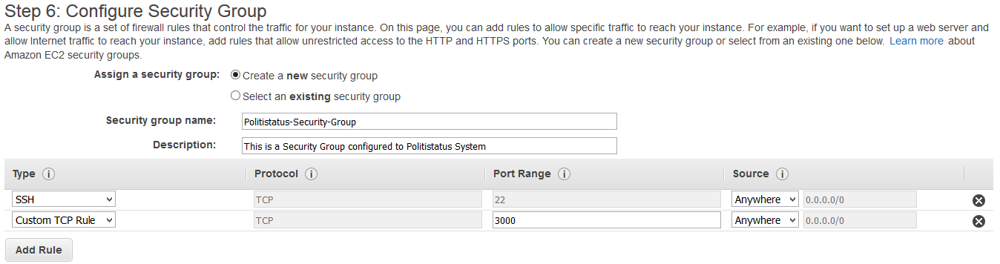 Step 6: Configure Security Group
A security group is a set of firewall rules that control the traffic for your instance. On this page, you can add rules to allow specific traffic to reach your instance. For example, if you want to set up a web server and
allow Internet traffic to reach your instance, add rules that allow unrestricted access to the HTTP and HTTPS ports. You can create a new security group or select from an existing one below. Learn more about
Amazon EC2 security groups.
Assign a security group: Create a new security group
Select an existing security group
Security group name: Politistatus-Security-Group
Description: This is a Security Group configured to Politistatus System
Type i Protocol i Port Range i Source i
SSH TCP 22 Anywhere 0.0.0.0/0
Custom TCP Rule TCP 3000 Anywhere 0.0.0.0/0
Add Rule